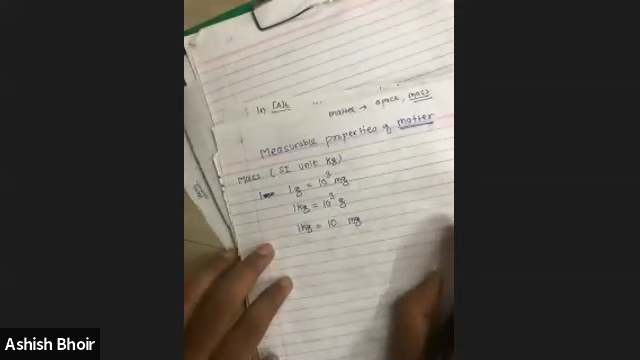 In [A]t ...
matter → space, mass
Measurable properties of matter
Mass (SI unit kg)
1g = 10³ mg
1kg = 10³ g
1kg = 10 mg
Ashish Bhoir